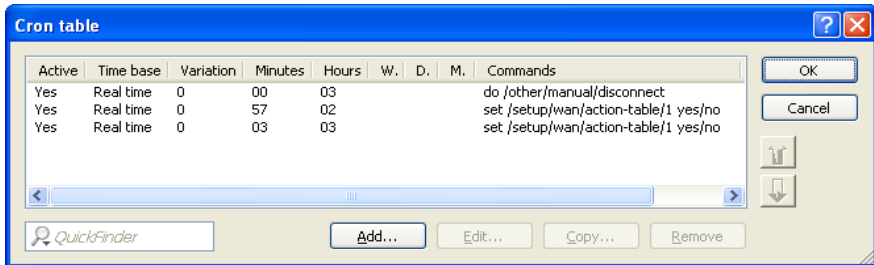 Cron table
Active Time base Variation Minutes Hours W. D. M. Commands
Yes Real time 0 00 03 do /other/manual/disconnect
Yes Real time 0 57 02 set /setup/wan/action-table/1 yes/no
Yes Real time 0 03 03 set /setup/wan/action-table/1 yes/no
OK
Cancel
QuickFinder Add... Edit... Copy... Remove